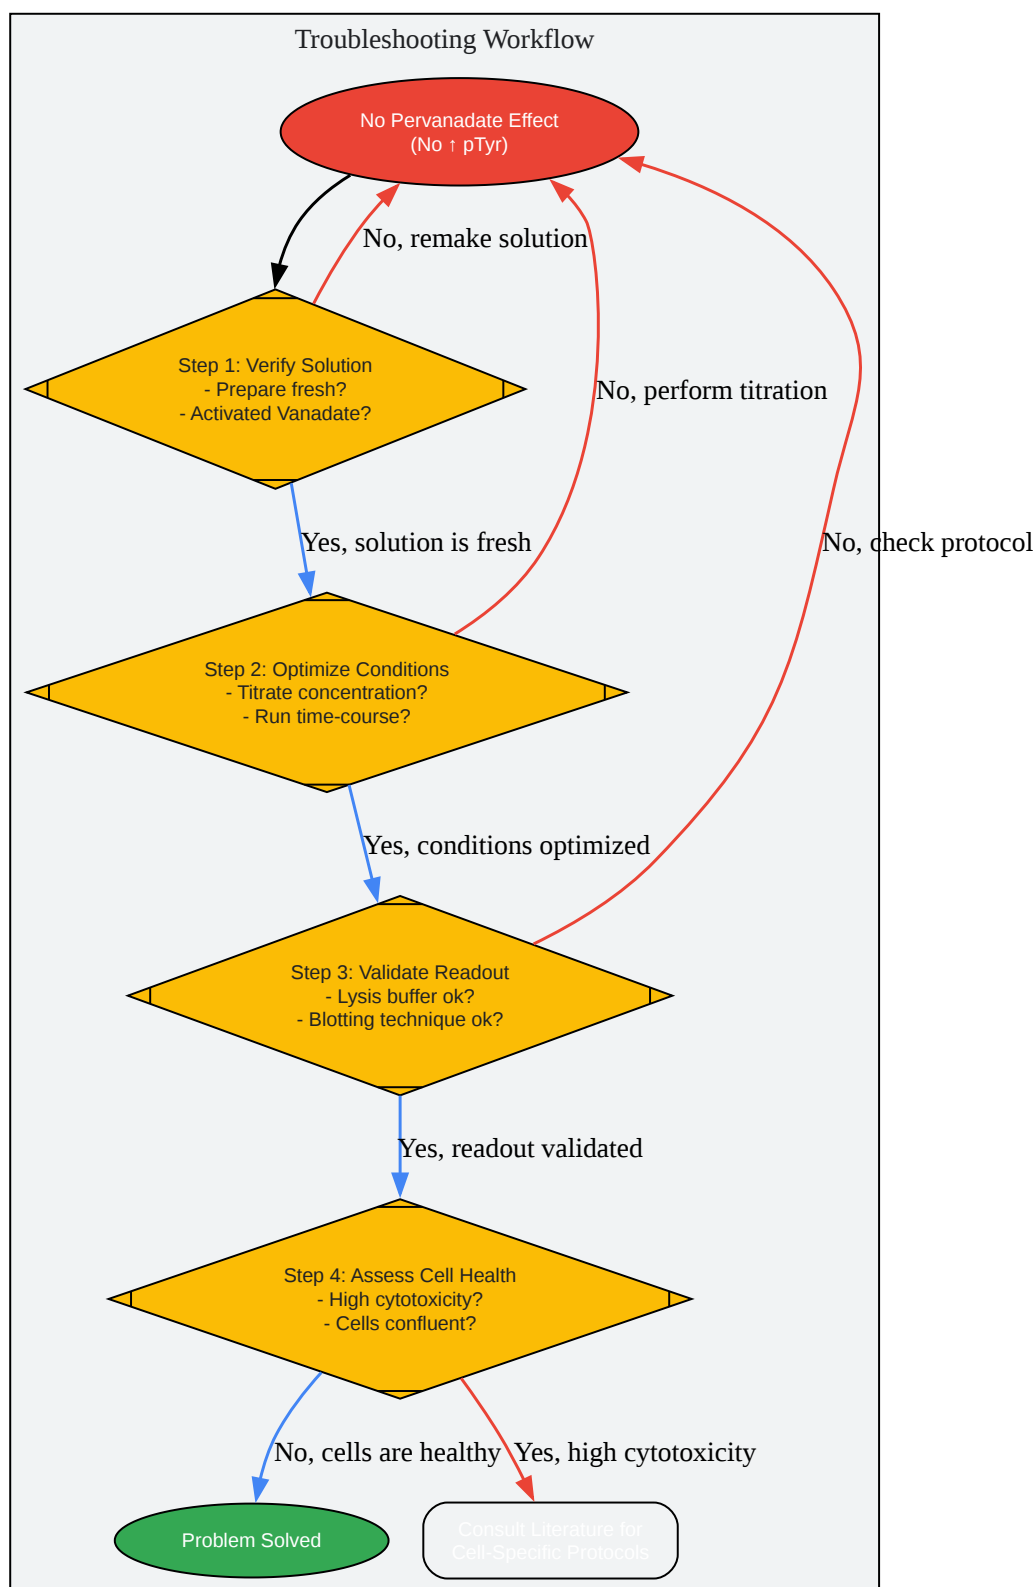 Troubleshooting Workflow
No Pervanadate Effect
(No ↑ pTyr)
No, remake solution
Step 1: Verify Solution
- Prepare fresh?
- Activated Vanadate?
No, perform titration
Yes, solution is fresh
No, check protocol
Step 2: Optimize Conditions
- Titrate concentration?
- Run time-course?
Yes, conditions optimized
Step 3: Validate Readout
- Lysis buffer ok?
- Blotting technique ok?
Yes, readout validated
Step 4: Assess Cell Health
- High cytotoxicity?
- Cells confluent?
No, cells are healthy
Yes, high cytotoxicity
Problem Solved
Consult Literature for
Cell-Specific Protocols